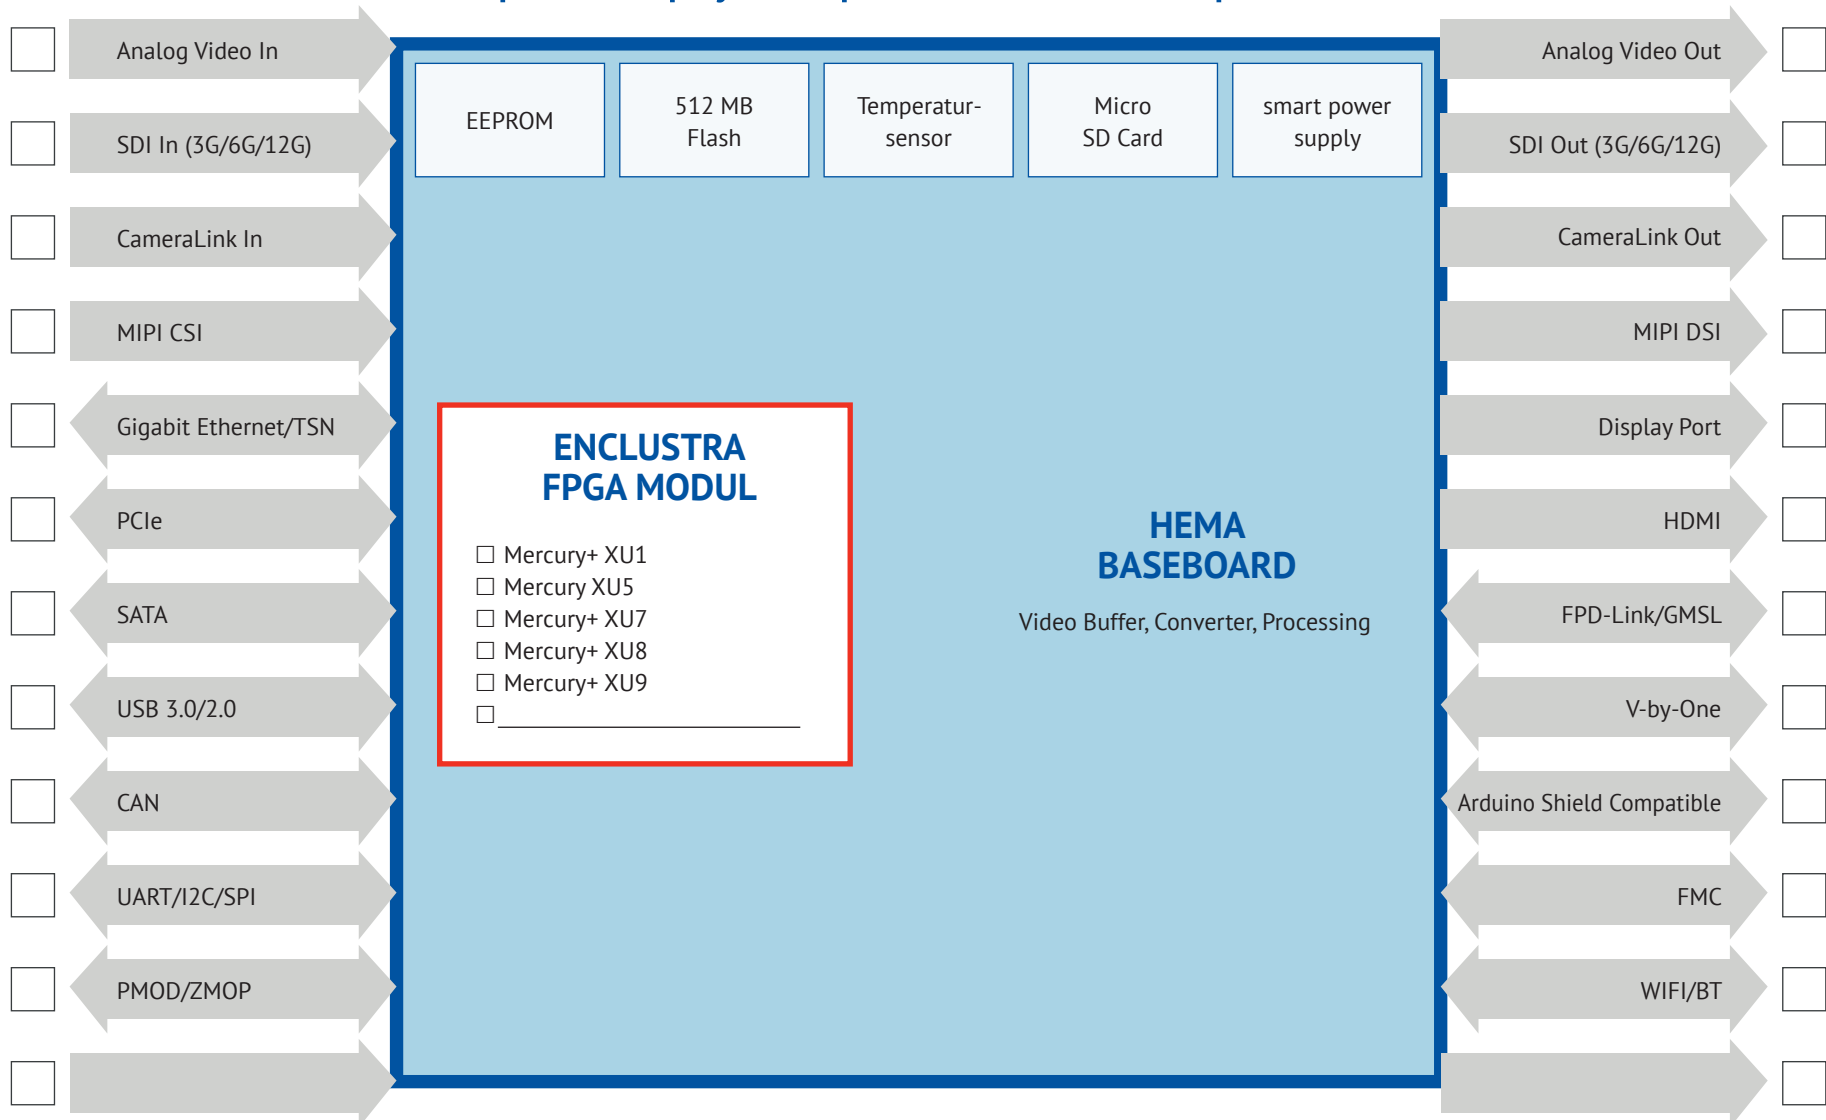 Analog Video In
SDI In (3G/6G/12G)
CameraLink In
MIPI CSI
Gigabit Ethernet/TSN
PCIe
SATA
USB 3.0/2.0
CAN
UART/I2C/SPI
PMOD/ZMOP
EEPROM
512 MB
Flash
Temperatur-
sensor
Micro
SD Card
smart power
supply
ENCLUSTRA
FPGA MODUL
☐ Mercury+ XU1
☐ Mercury XU5
☐ Mercury+ XU7
☐ Mercury+ XU8
☐ Mercury+ XU9
HEMA
BASEBOARD
Video Buffer, Converter, Processing
Analog Video Out
SDI Out (3G/6G/12G)
CameraLink Out
MIPI DSI
Display Port
HDMI
FPD-Link/GMSL
V-by-One
Arduino Shield Compatible
FMC
WIFI/BT